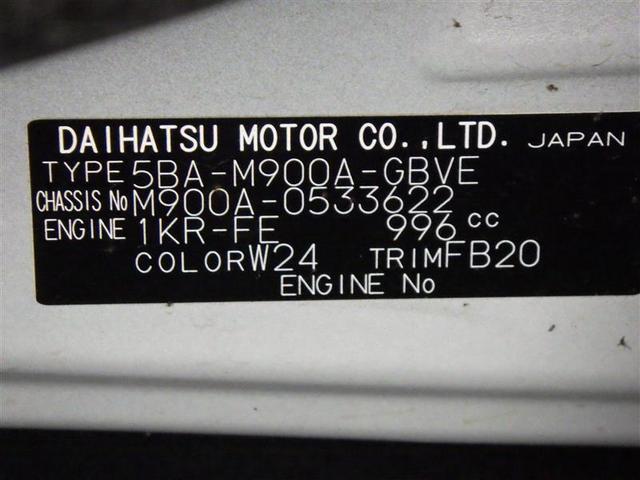 DAIHATSU MOTOR CO.,LTD. JAPAN
TYPE 5BA-M900A-GBVE
CHASSIS No M900A-0533622
ENGINE 1KR-FE 996 cc
COLOR W24 TRIM FB20
ENGINE No